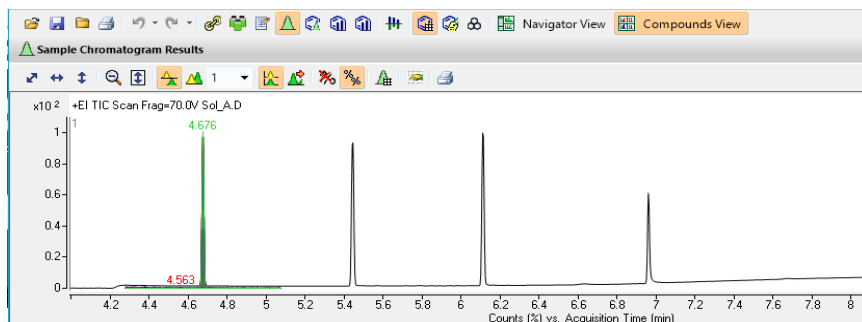 Navigator View Compounds View
Sample Chromatogram Results
1
x10 2 +EI TIC Scan Frag=70.0V Sol_A.D
1 4.676
1
0.8
0.6
0.4
0.2 4.563
0
4.2 4.4 4.6 4.8 5 5.2 5.4 5.6 5.8 6 6.2 6.4 6.6 6.8 7 7.2 7.4 7.6 7.8 8
Counts (%) vs. Acquisition Time (min)